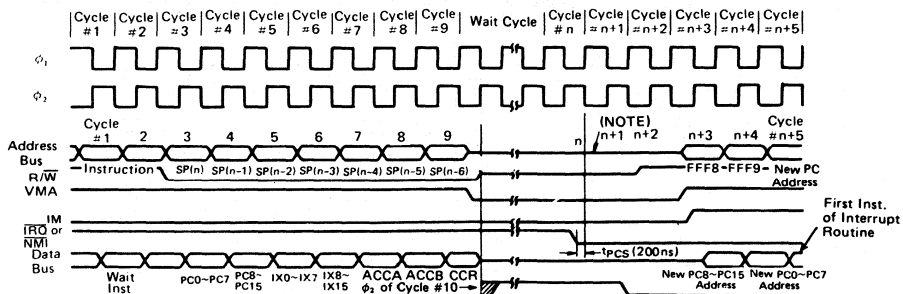 Cycle #1 | Cycle #2 | Cycle #3 | Cycle #4 | Cycle #5 | Cycle #6 | Cycle #7 | Cycle #8 | Cycle #9 | Wait Cycle | Cycle #n | Cycle #n+1 | Cycle #n+2 | Cycle #n+3 | Cycle #n+4 | Cycle #n+5
φ1
φ2
Cycle #1 2 3 4 5 6 7 8 9 n (NOTE) n+1 n+2 n+3 n+4 Cycle #n+5
Address Bus
Instruction SP(n) SP(n-1) SP(n-2) SP(n-3) SP(n-4) SP(n-5) SP(n-6) FFF8 FFF9 New PC Address
R/W̅
VMA
IM
I̅R̅Q̅ or N̅M̅I̅
First Inst. of Interrupt Routine
tPCS (200ns)
Data Bus
Wait Inst PC0~PC7 PC8~PC15 IX0~IX7 IX8~IX15 ACCA ACCB CCR New PC8~PC15 Address New PC0~PC7 Address
φ2 of Cycle #10